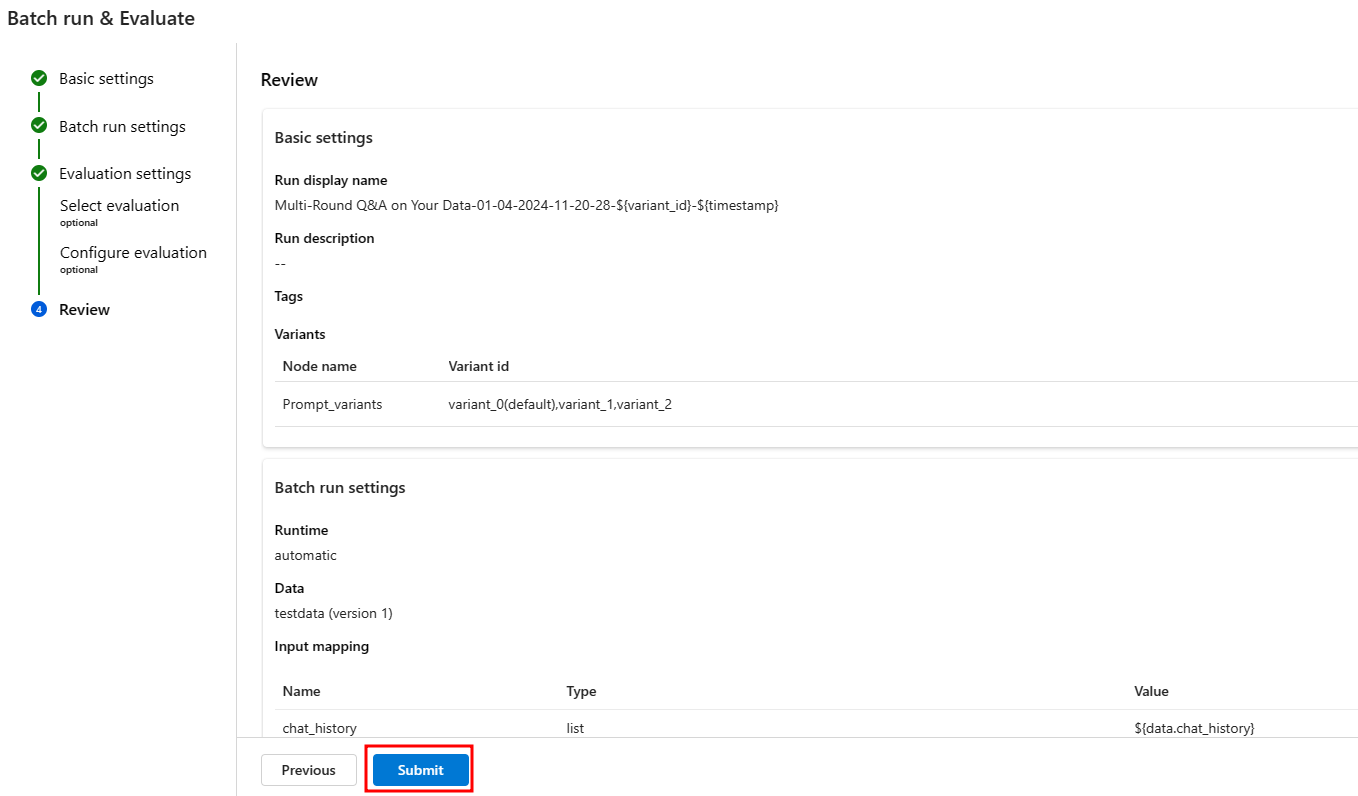 Batch run & Evaluate
Basic settings
Batch run settings
Evaluation settings
Select evaluation
optional
Configure evaluation
optional
4 Review
Review
Basic settings
Run display name
Multi-Round Q&A on Your Data-01-04-2024-11-20-28-${variant_id}-${timestamp}
Run description
--
Tags
Variants
Node name Variant id
Prompt_variants variant_0(default),variant_1,variant_2
Batch run settings
Runtime
automatic
Data
testdata (version 1)
Input mapping
Name Type Value
chat_history list ${data.chat_history}
Previous Submit